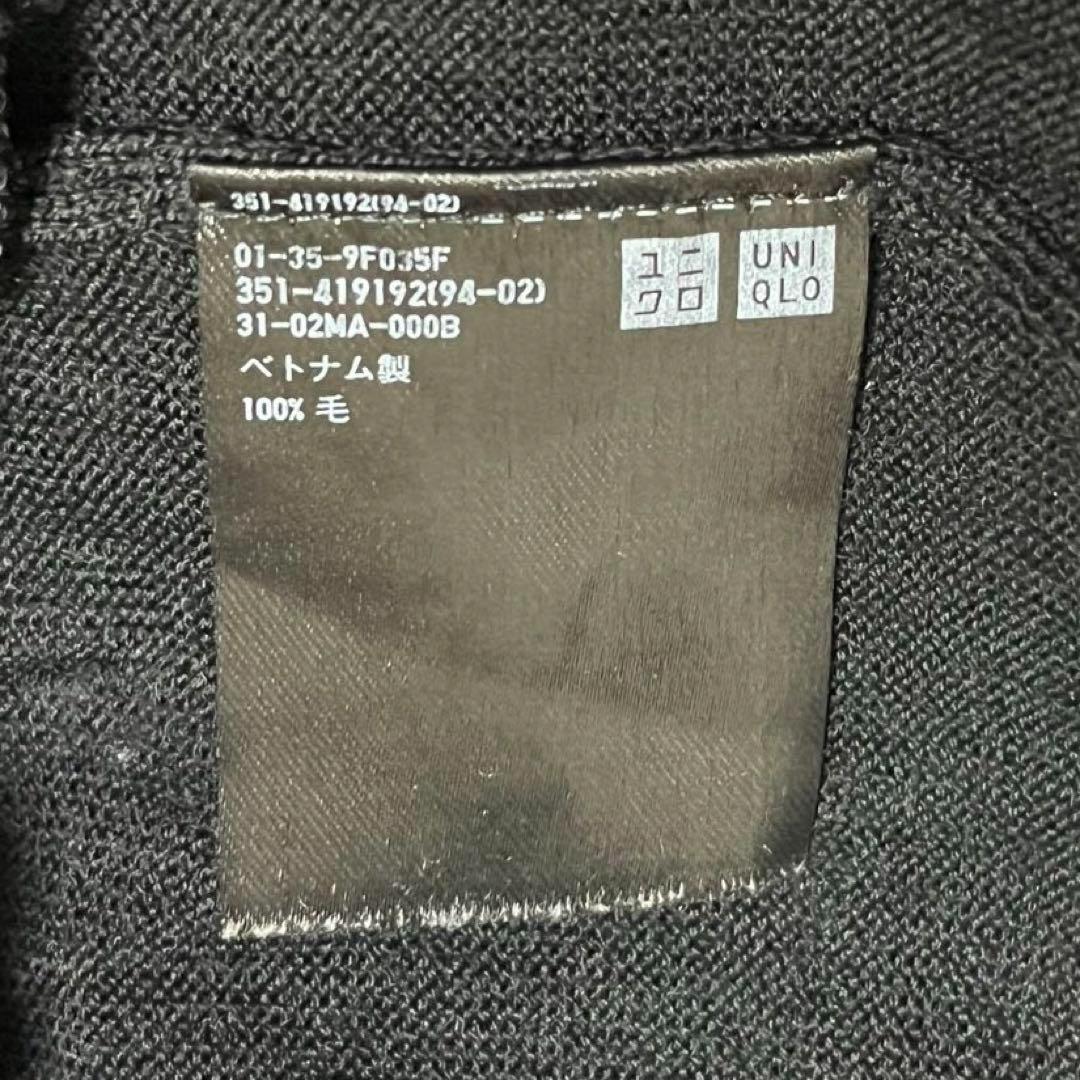 351-419192(94-02)
01-35-9F035F
351-419192(94-02)
31-02MA-000B
ベトナム製
100% 毛
ユニ
クロ
UNI
QLO